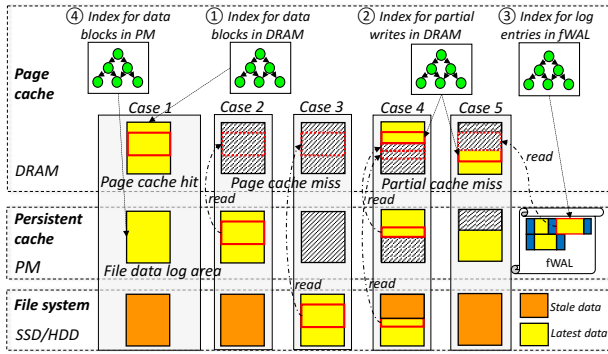 ④ Index for data
blocks in PM
① Index for data
blocks in DRAM
② Index for partial
writes in DRAM
③ Index for log
entries in fWAL
Page
cache
DRAM
Case 1
Case 2
Case 3
Case 4
Case 5
read
Page cache hit
Page cache miss
Partial cache miss
read
read
Persistent
cache
PM
File data log area
fWAL
read
read
File system
SSD/HDD
Stale data
Latest data